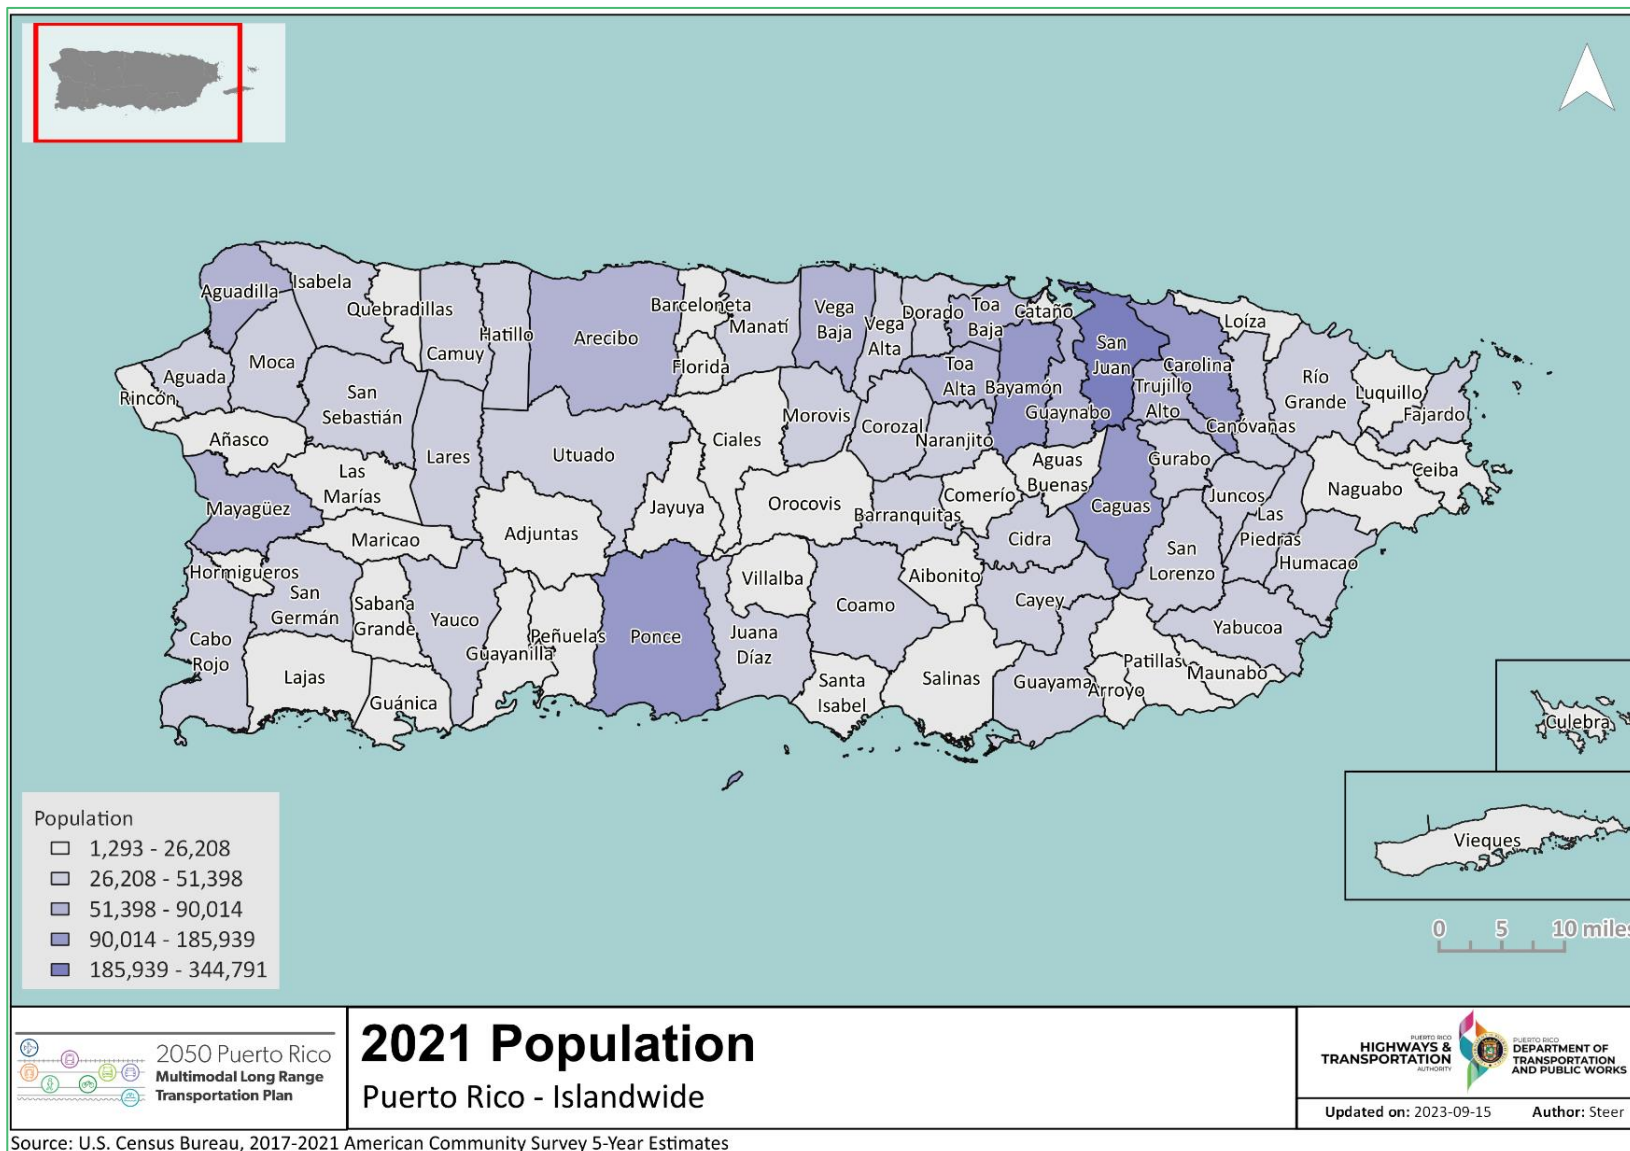 Isabela
Aguadilla
Quebradillas
Hatillo
Camuy
Arecibo
Barceloneta
Manatí
Florida
Vega
Baja
Vega
Alta
Dorado
Toa
Baja
Cataño
San
Juan
Loíza
Carolina
Moca
Aguada
Rincón
San
Sebastián
Añasco
Las
Marías
Lares
Utuado
Ciales
Morovis
Corozal
Naranjito
Toa
Alta
Bayamón
Guaynabo
Trujillo
Alto
Canóvanas
Río
Grande
Luquillo
Fajardo
Ceiba
Naguabo
Mayagüez
Maricao
Adjuntas
Jayuya
Orocovis
Barranquitas
Comerío
Aguas
Buenas
Caguas
Gurabo
Juncos
Las
Piedras
Humacao
San
Lorenzo
Cidra
Hormigueros
San
Germán
Sabana
Grande
Yauco
Cabo
Rojo
Lajas
Guánica
Guayanilla
Peñuelas
Ponce
Villalba
Juana
Díaz
Coamo
Aibonito
Cayey
Santa
Isabel
Salinas
Guayama
Arroyo
Patillas
Maunabo
Yabucoa
Culebra
Vieques
Population
1,293 - 26,208
26,208 - 51,398
51,398 - 90,014
90,014 - 185,939
185,939 - 344,791
0 5 10 miles
2050 Puerto Rico
Multimodal Long Range
Transportation Plan
2021 Population
Puerto Rico - Islandwide
PUERTO RICO
HIGHWAYS &
TRANSPORTATION
AUTHORITY
PUERTO RICO
DEPARTMENT OF
TRANSPORTATION
AND PUBLIC WORKS
Updated on: 2023-09-15 Author: Steer
Source: U.S. Census Bureau, 2017-2021 American Community Survey 5-Year Estimates